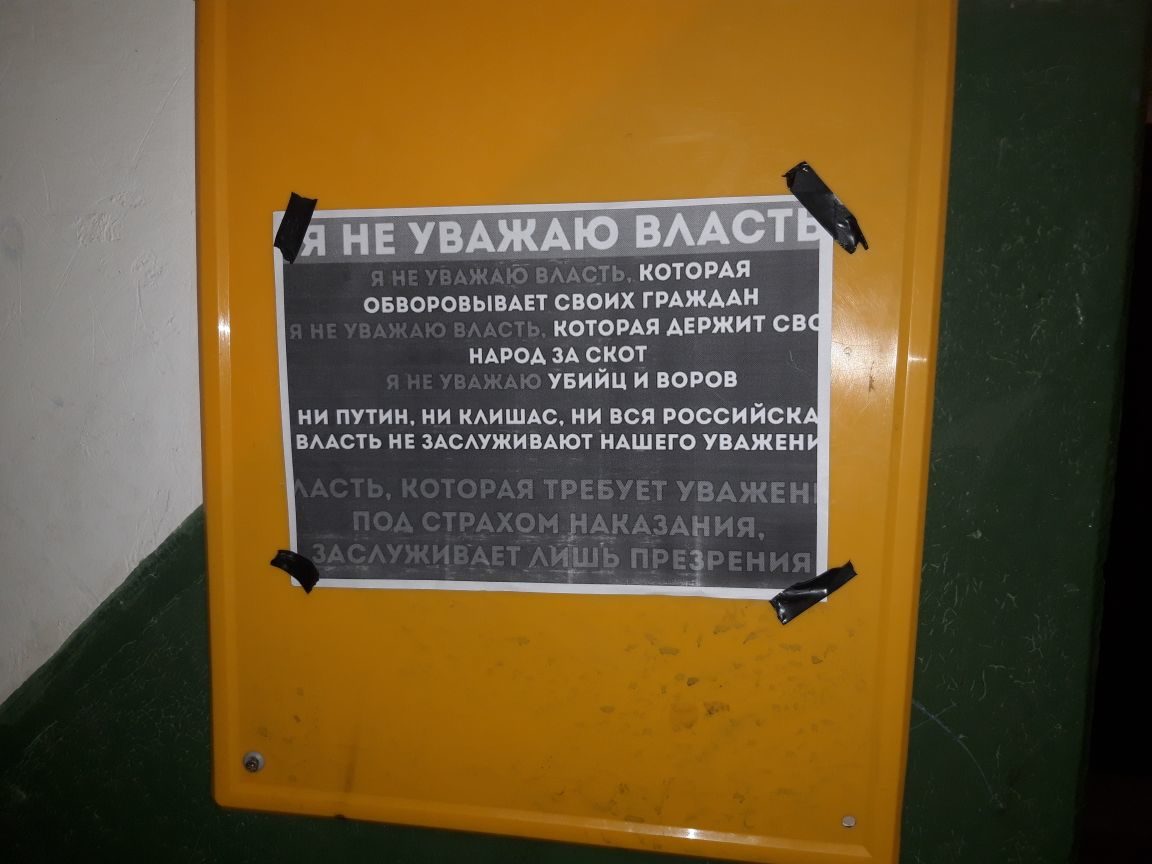 Я НЕ УВАЖАЮ ВЛАСТЬ
Я НЕ УВАЖАЮ ВЛАСТЬ, КОТОРАЯ
ОБВОРОВЫВАЕТ СВОИХ ГРАЖДАН
Я НЕ УВАЖАЮ ВЛАСТЬ, КОТОРАЯ ДЕРЖИТ СВО
НАРОД ЗА СКОТ
Я НЕ УВАЖАЮ УБИЙЦ И ВОРОВ
НИ ПУТИН, НИ КЛИШАС, НИ ВСЯ РОССИЙСКА
ВЛАСТЬ НЕ ЗАСЛУЖИВАЮТ НАШЕГО УВАЖЕНИ
ЛАСТЬ, КОТОРАЯ ТРЕБУЕТ УВАЖЕНИ
ПОД СТРАХОМ НАКАЗАНИЯ,
ЗАСЛУЖИВАЕТ ЛИШЬ ПРЕЗРЕНИЯ